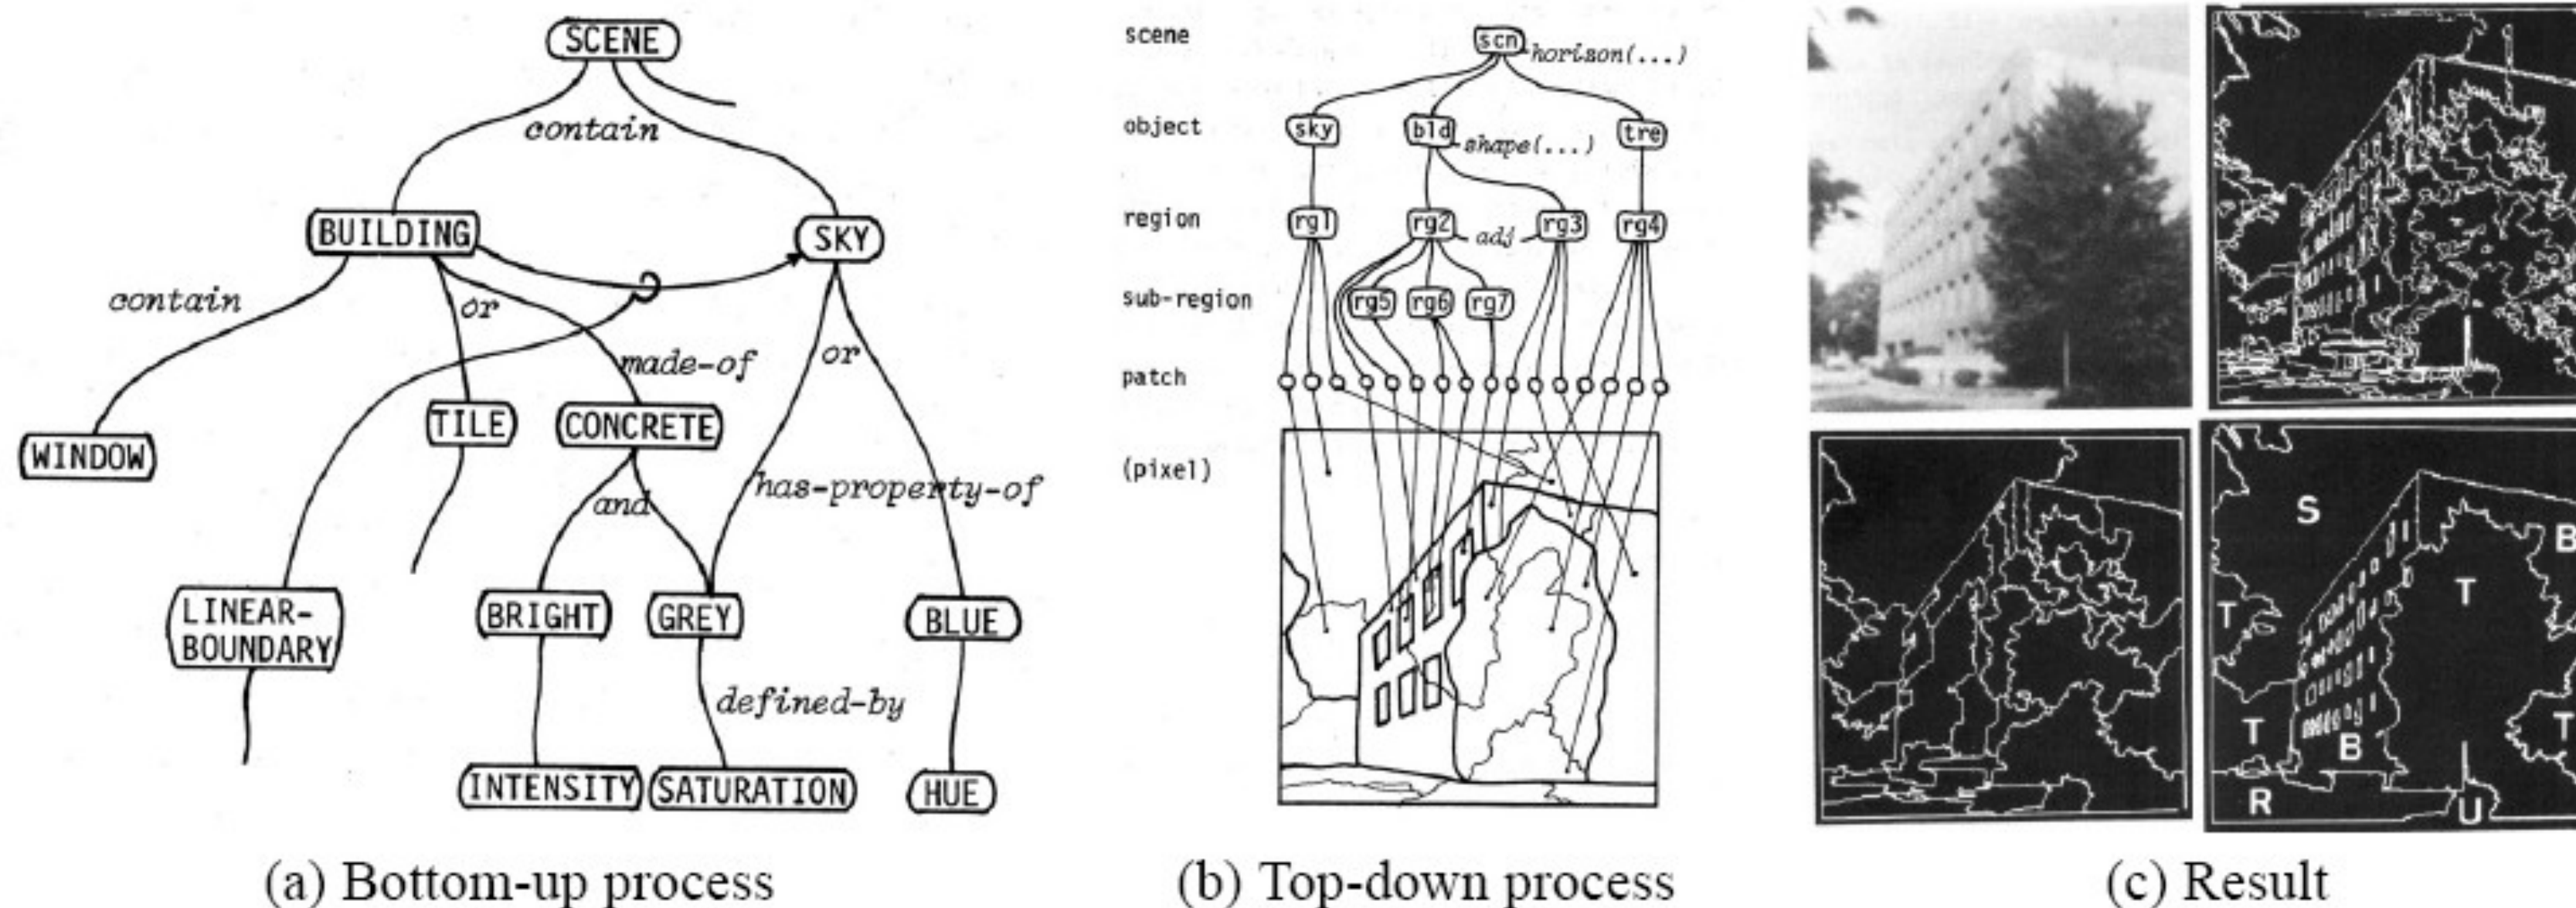 SCENE
contain
BUILDING
SKY
contain
or
made-of
or
TILE
CONCRETE
WINDOW
and
has-property-of
LINEAR-
BOUNDARY
BRIGHT
GREY
BLUE
defined-by
INTENSITY
SATURATION
HUE
(a) Bottom-up process
scene
scn
horizon(...)
object
sky
bld
tre
shape(...)
region
rg1
rg2
adj
rg3
rg4
sub-region
rg5
rg6
rg7
patch
(pixel)
(b) Top-down process
S
B
T
T
T
T
B
R
U
(c) Result